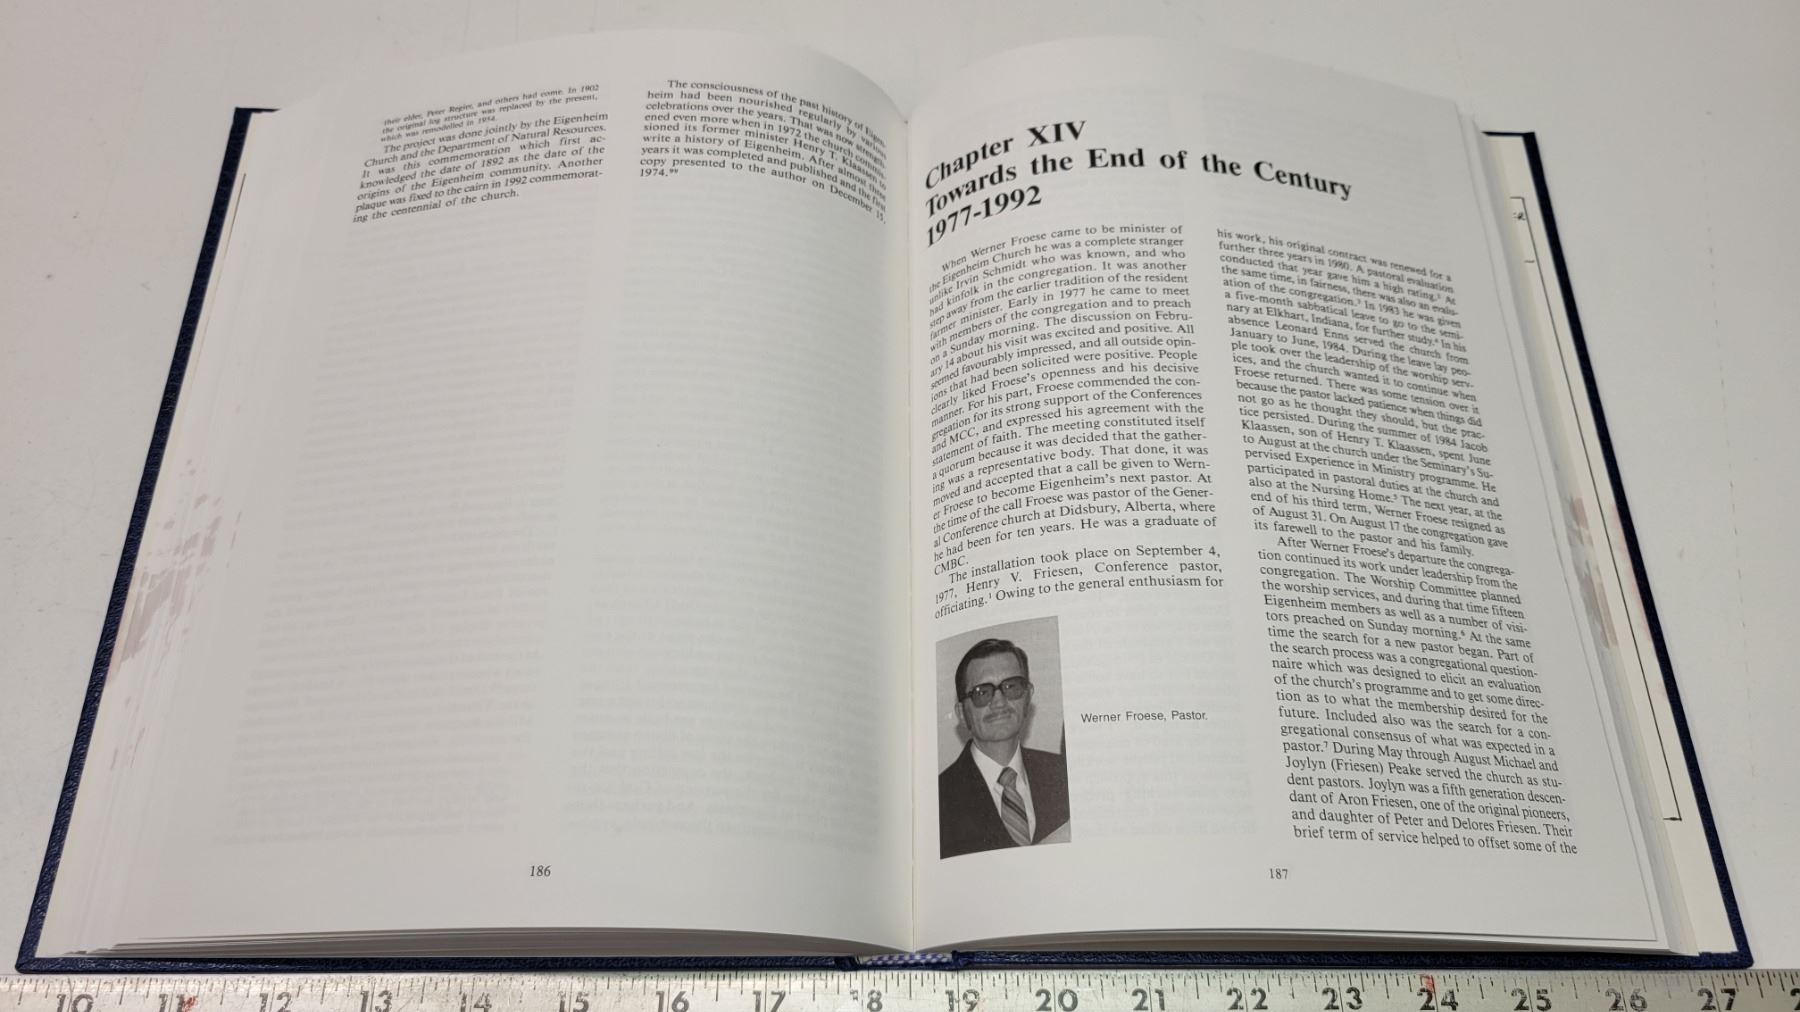 their elder, Peter Regier, and others had come. In 1902
the original log structure was replaced by the present,
which was remodelled in 1954.
The project was done jointly by the Eigenheim
Church and the Department of Natural Resources.
It was this commemoration which first ac-
knowledged the date of 1892 as the date of the
origins of the Eigenheim community. Another
plaque was fixed to the cairn in 1992 commemorat-
ing the centennial of the church.
The consciousness of the past history of Eigen-
heim had been nourished regularly by various
celebrations over the years. That was now strength-
ened even more when in 1972 the church commis-
sioned its former minister Henry T. Klaassen to
write a history of Eigenheim. After almost three
years it was completed and published and the first
copy presented to the author on December 15,
1974.⁹⁹
186
Chapter XIV
Towards the End of the Century
1977-1992
When Werner Froese came to be minister of
the Eigenheim Church he was a complete stranger
unlike Irvin Schmidt who was known, and who
had kinfolk in the congregation. It was another
step away from the earlier tradition of the resident
farmer minister. Early in 1977 he came to meet
with members of the congregation and to preach
on a Sunday morning. The discussion on Febru-
ary 14 about his visit was excited and positive. All
seemed favourably impressed, and all outside opin-
ions that had been solicited were positive. People
clearly liked Froese's openness and his decisive
manner. For his part, Froese commended the con-
gregation for its strong support of the Conferences
and MCC, and expressed his agreement with the
statement of faith. The meeting constituted itself
a quorum because it was decided that the gather-
ing was a representative body. That done, it was
moved and accepted that a call be given to Wern-
er Froese to become Eigenheim's next pastor. At
the time of the call Froese was pastor of the Gener-
al Conference church at Didsbury, Alberta, where
he had been for ten years. He was a graduate of
CMBC.
The installation took place on September 4,
1977, Henry V. Friesen, Conference pastor,
officiating.¹ Owing to the general enthusiasm for
Werner Froese, Pastor.
his work, his original contract was renewed for a
further three years in 1980. A pastoral evaluation
conducted that year gave him a high rating.² At
the same time, in fairness, there was also an evalu-
ation of the congregation.³ In 1983 he was given
a five-month sabbatical leave to go to the semi-
nary at Elkhart, Indiana, for further study.⁴ In his
absence Leonard Enns served the church from
January to June, 1984. During the leave lay peo-
ple took over the leadership of the worship serv-
ices, and the church wanted it to continue when
Froese returned. There was some tension over it
because the pastor lacked patience when things did
not go as he thought they should, but the prac-
tice persisted. During the summer of 1984 Jacob
Klaassen, son of Henry T. Klaassen, spent June
to August at the church under the Seminary's Su-
pervised Experience in Ministry programme. He
participated in pastoral duties at the church and
also at the Nursing Home.⁵ The next year, at the
end of his third term, Werner Froese resigned as
of August 31. On August 17 the congregation gave
its farewell to the pastor and his family.
After Werner Froese's departure the congrega-
tion continued its work under leadership from the
congregation. The Worship Committee planned
the worship services, and during that time fifteen
Eigenheim members as well as a number of visi-
tors preached on Sunday morning.⁶ At the same
time the search for a new pastor began. Part of
the search process was a congregational question-
naire which was designed to elicit an evaluation
of the church's programme and to get some direc-
tion as to what the membership desired for the
future. Included also was the search for a con-
gregational consensus of what was expected in a
pastor.⁷ During May through August Michael and
Joylyn (Friesen) Peake served the church as stu-
dent pastors. Joylyn was a fifth generation descen-
dant of Aron Friesen, one of the original pioneers,
and daughter of Peter and Delores Friesen. Their
brief term of service helped to offset some of the
187
10 11 12 13 14 15 16 17 18 19 20 21 22 23 24 25 26 27